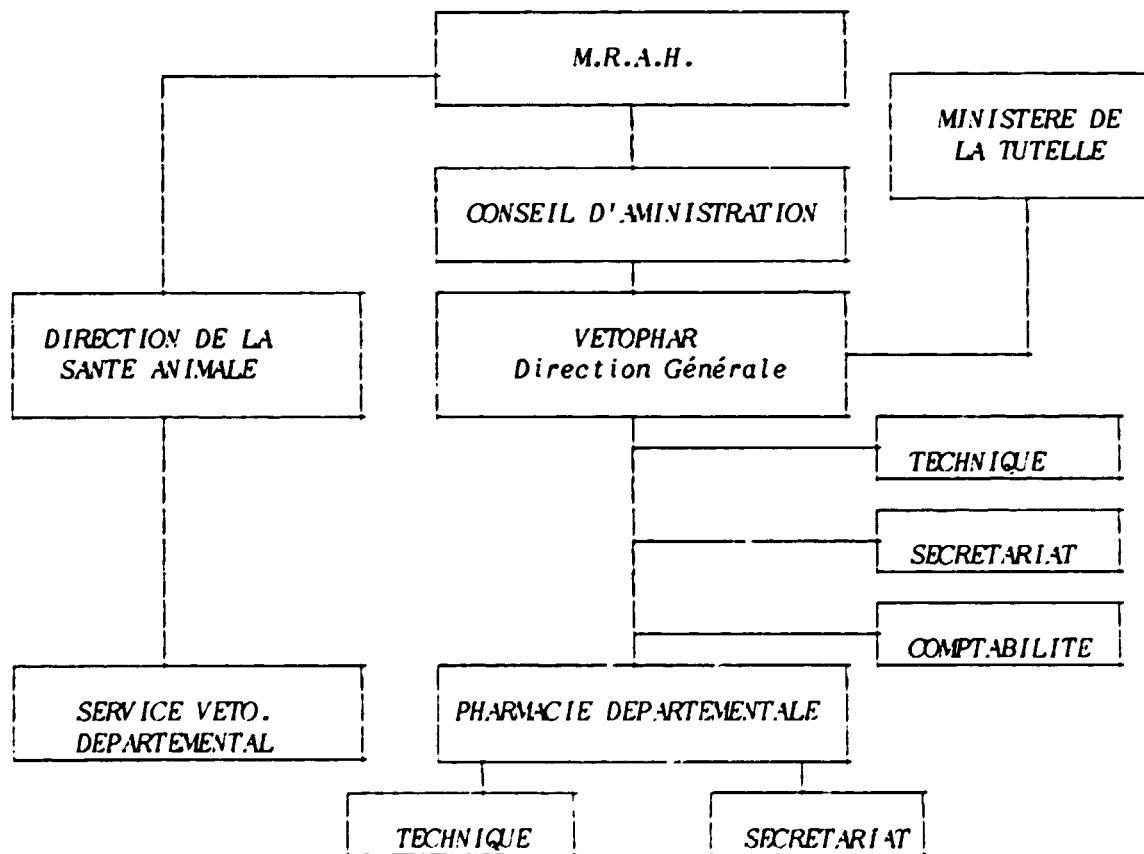 M.R.A.H.
MINISTERE DE
LA TUTELLE
CONSEIL D'AMINISTRATION
DIRECTION DE LA
SANTE ANIMALE
VETOPHAR
Direction Générale
TECHNIQUE
SECRETARIAT
COMPTABILITE
SERVICE VETO.
DEPARTEMENTAL
PHARMACIE DEPARTEMENTALE
TECHNIQUE
SECRETARIAT